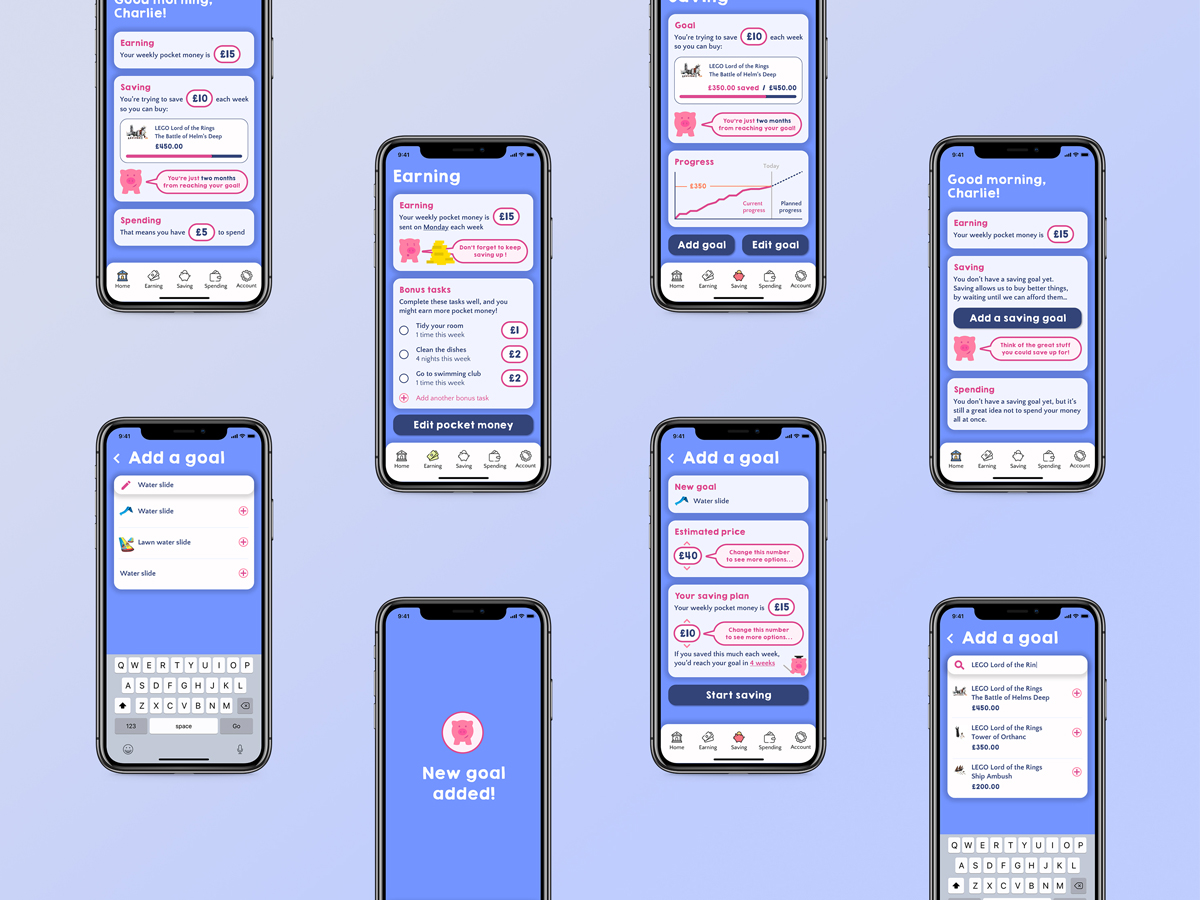 Good morning,
Charlie!
Earning
Your weekly pocket money is £15
Saving
You're trying to save £10 each week
so you can buy:
LEGO Lord of the Rings
The Battle of Helm's Deep
£450.00
You're just two months
from reaching your goal!
Spending
That means you have £5 to spend
Home Earning Saving Spending Account
9:41
Add a goal
Water slide
Water slide
Lawn water slide
Water slide
Q W E R T Y U I O P
A S D F G H J K L
Z X C V B N M
123 space Go
9:41
Earning
Earning
Your weekly pocket money is £15
sent on Monday each week
Don't forget to keep
saving up !
Bonus tasks
Complete these tasks well, and you
might earn more pocket money!
Tidy your room
1 time this week
£1
Clean the dishes
4 nights this week
£2
Go to swimming club
1 time this week
£2
Add another bonus task
Edit pocket money
Home Earning Saving Spending Account
9:41
New goal
added!
Saving
Goal
You're trying to save £10 each week
so you can buy:
LEGO Lord of the Rings
The Battle of Helm's Deep
£350.00 saved / £450.00
You're just two months
from reaching your goal!
Progress
Today
£350
Current
progress
Planned
progress
Add goal Edit goal
Home Earning Saving Spending Account
9:41
Add a goal
New goal
Water slide
Estimated price
£40
Change this number
to see more options...
Your saving plan
Your weekly pocket money is £15
£10
Change this number
to see more options...
If you saved this much each week,
you'd reach your goal in 4 weeks
Start saving
Home Earning Saving Spending Account
9:41
Good morning,
Charlie!
Earning
Your weekly pocket money is £15
Saving
You don't have a saving goal yet.
Saving allows us to buy better things,
by waiting until we can afford them...
Add a saving goal
Think of the great stuff
you could save up for!
Spending
You don't have a saving goal yet, but it's
still a great idea not to spend your money
all at once.
Home Earning Saving Spending Account
9:41
Add a goal
LEGO Lord of the Rin
LEGO Lord of the Rings
The Battle of Helms Deep
£450.00
LEGO Lord of the Rings
Tower of Orthanc
£350.00
LEGO Lord of the Rings
Ship Ambush
£200.00
Q W E R T Y U I O P
A S D F G H J K L
Z X C V B N M